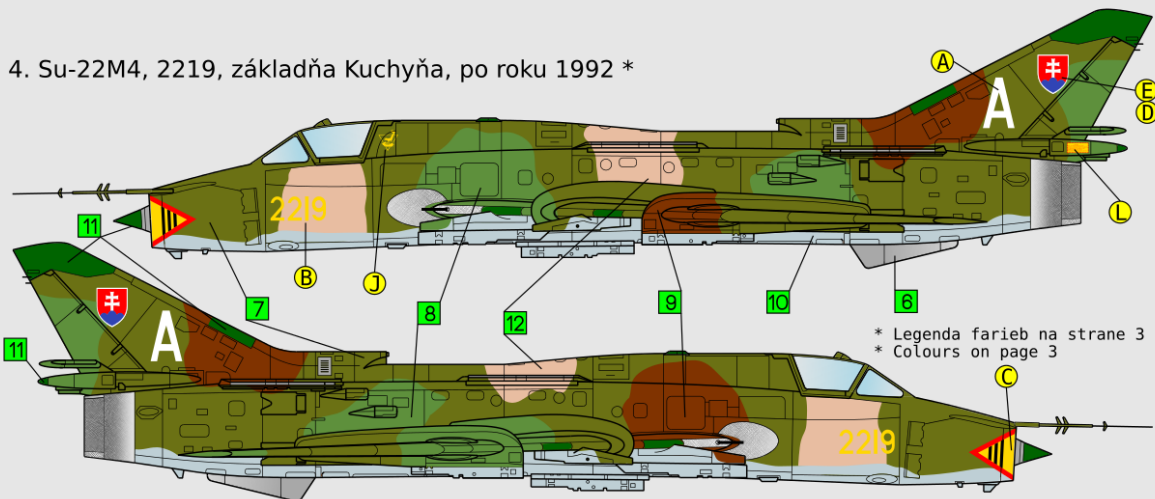 4. Su-22M4, 2219, základňa Kuchyňa, po roku 1992 *
A
A
E
D
L
2219
11
B
J
7
8
12
9
10
6
A
11
* Legenda farieb na strane 3
* Colours on page 3
C
2219